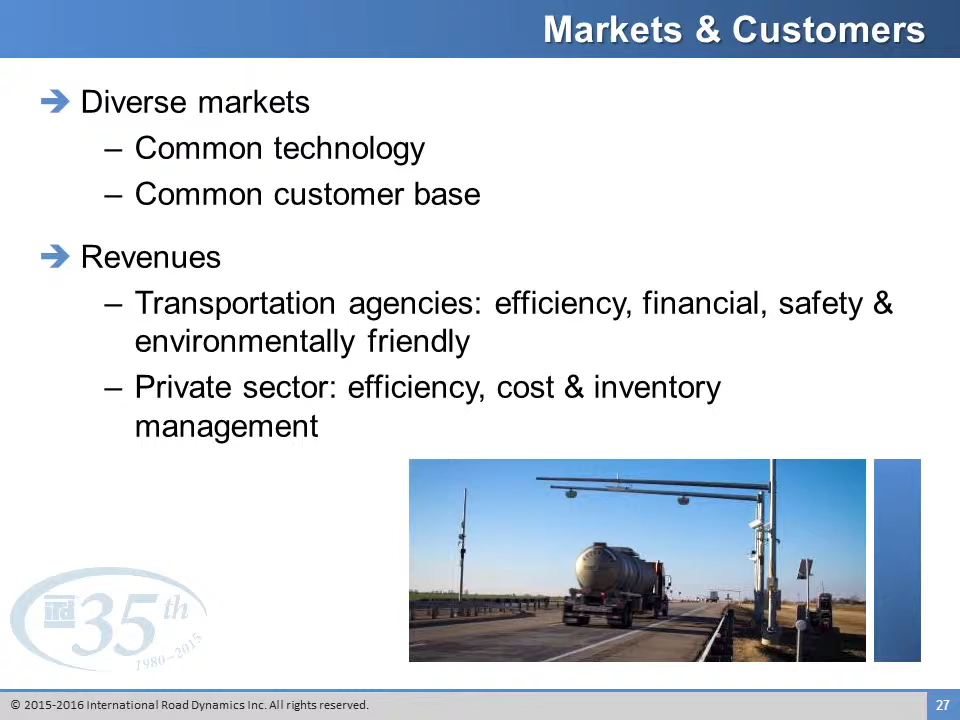 Markets & Customers
Diverse markets
– Common technology
– Common customer base
Revenues
– Transportation agencies: efficiency, financial, safety &
environmentally friendly
– Private sector: efficiency, cost & inventory
management
ird 35th
1980–2015
© 2015-2016 International Road Dynamics Inc. All rights reserved.
27